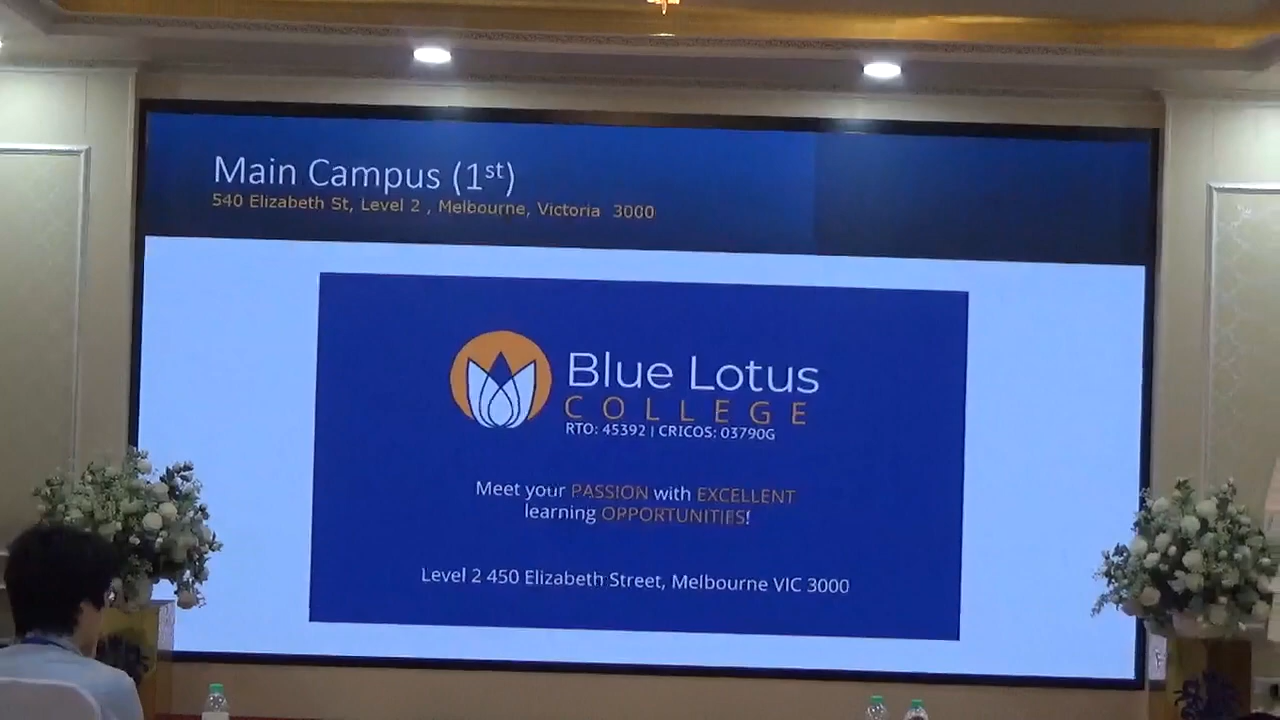 Main Campus (1st)
540 Elizabeth St, Level 2 , Melbourne, Victoria 3000
Blue Lotus
COLLEGE
RTO: 45392 | CRICOS: 03790G
Meet your PASSION with EXCELLENT
learning OPPORTUNITIES!
Level 2 450 Elizabeth Street, Melbourne VIC 3000